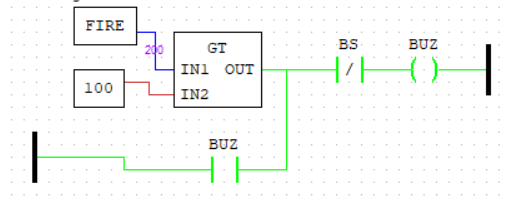 FIRE
200
GT
IN1 OUT
100
IN2
BS
/
BUZ
( )
BUZ